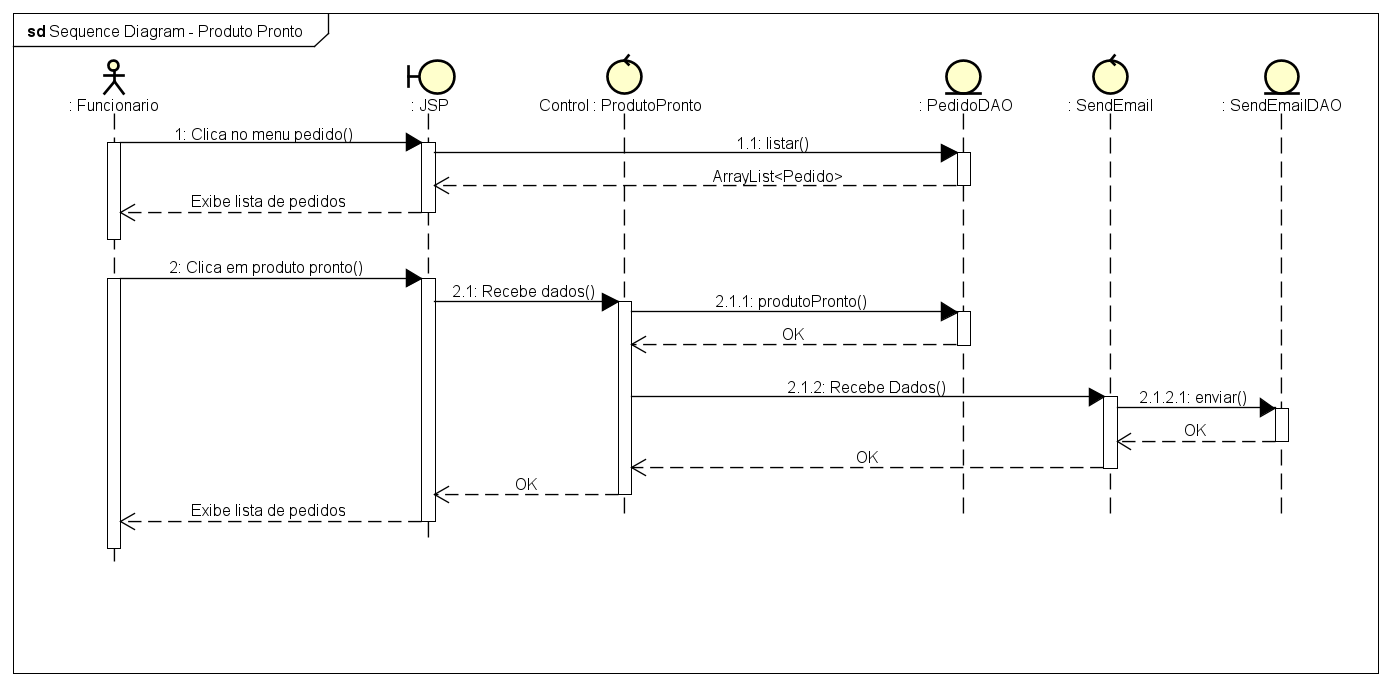 sd Sequence Diagram - Produto Pronto
: Funcionario
: JSP
Control : ProdutoPronto
: PedidoDAO
: SendEmail
: SendEmailDAO
1: Clica no menu pedido()
1.1: listar()
ArrayList<Pedido>
Exibe lista de pedidos
2: Clica em produto pronto()
2.1: Recebe dados()
2.1.1: produtoPronto()
OK
2.1.2: Recebe Dados()
2.1.2.1: enviar()
OK
OK
OK
Exibe lista de pedidos